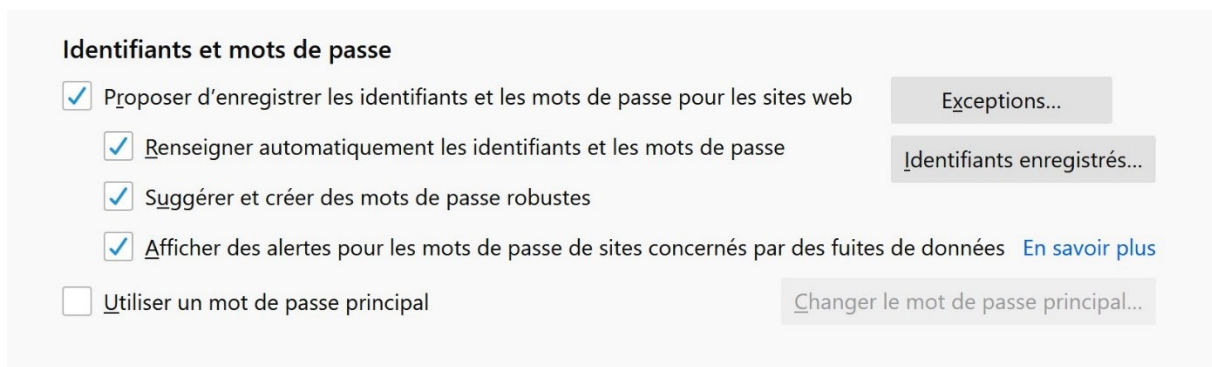 Identifiants et mots de passe
Proposer d’enregistrer les identifiants et les mots de passe pour les sites web Exceptions...
Renseigner automatiquement les identifiants et les mots de passe Identifiants enregistrés...
Suggérer et créer des mots de passe robustes
Afficher des alertes pour les mots de passe de sites concernés par des fuites de données En savoir plus
Utiliser un mot de passe principal Changer le mot de passe principal...